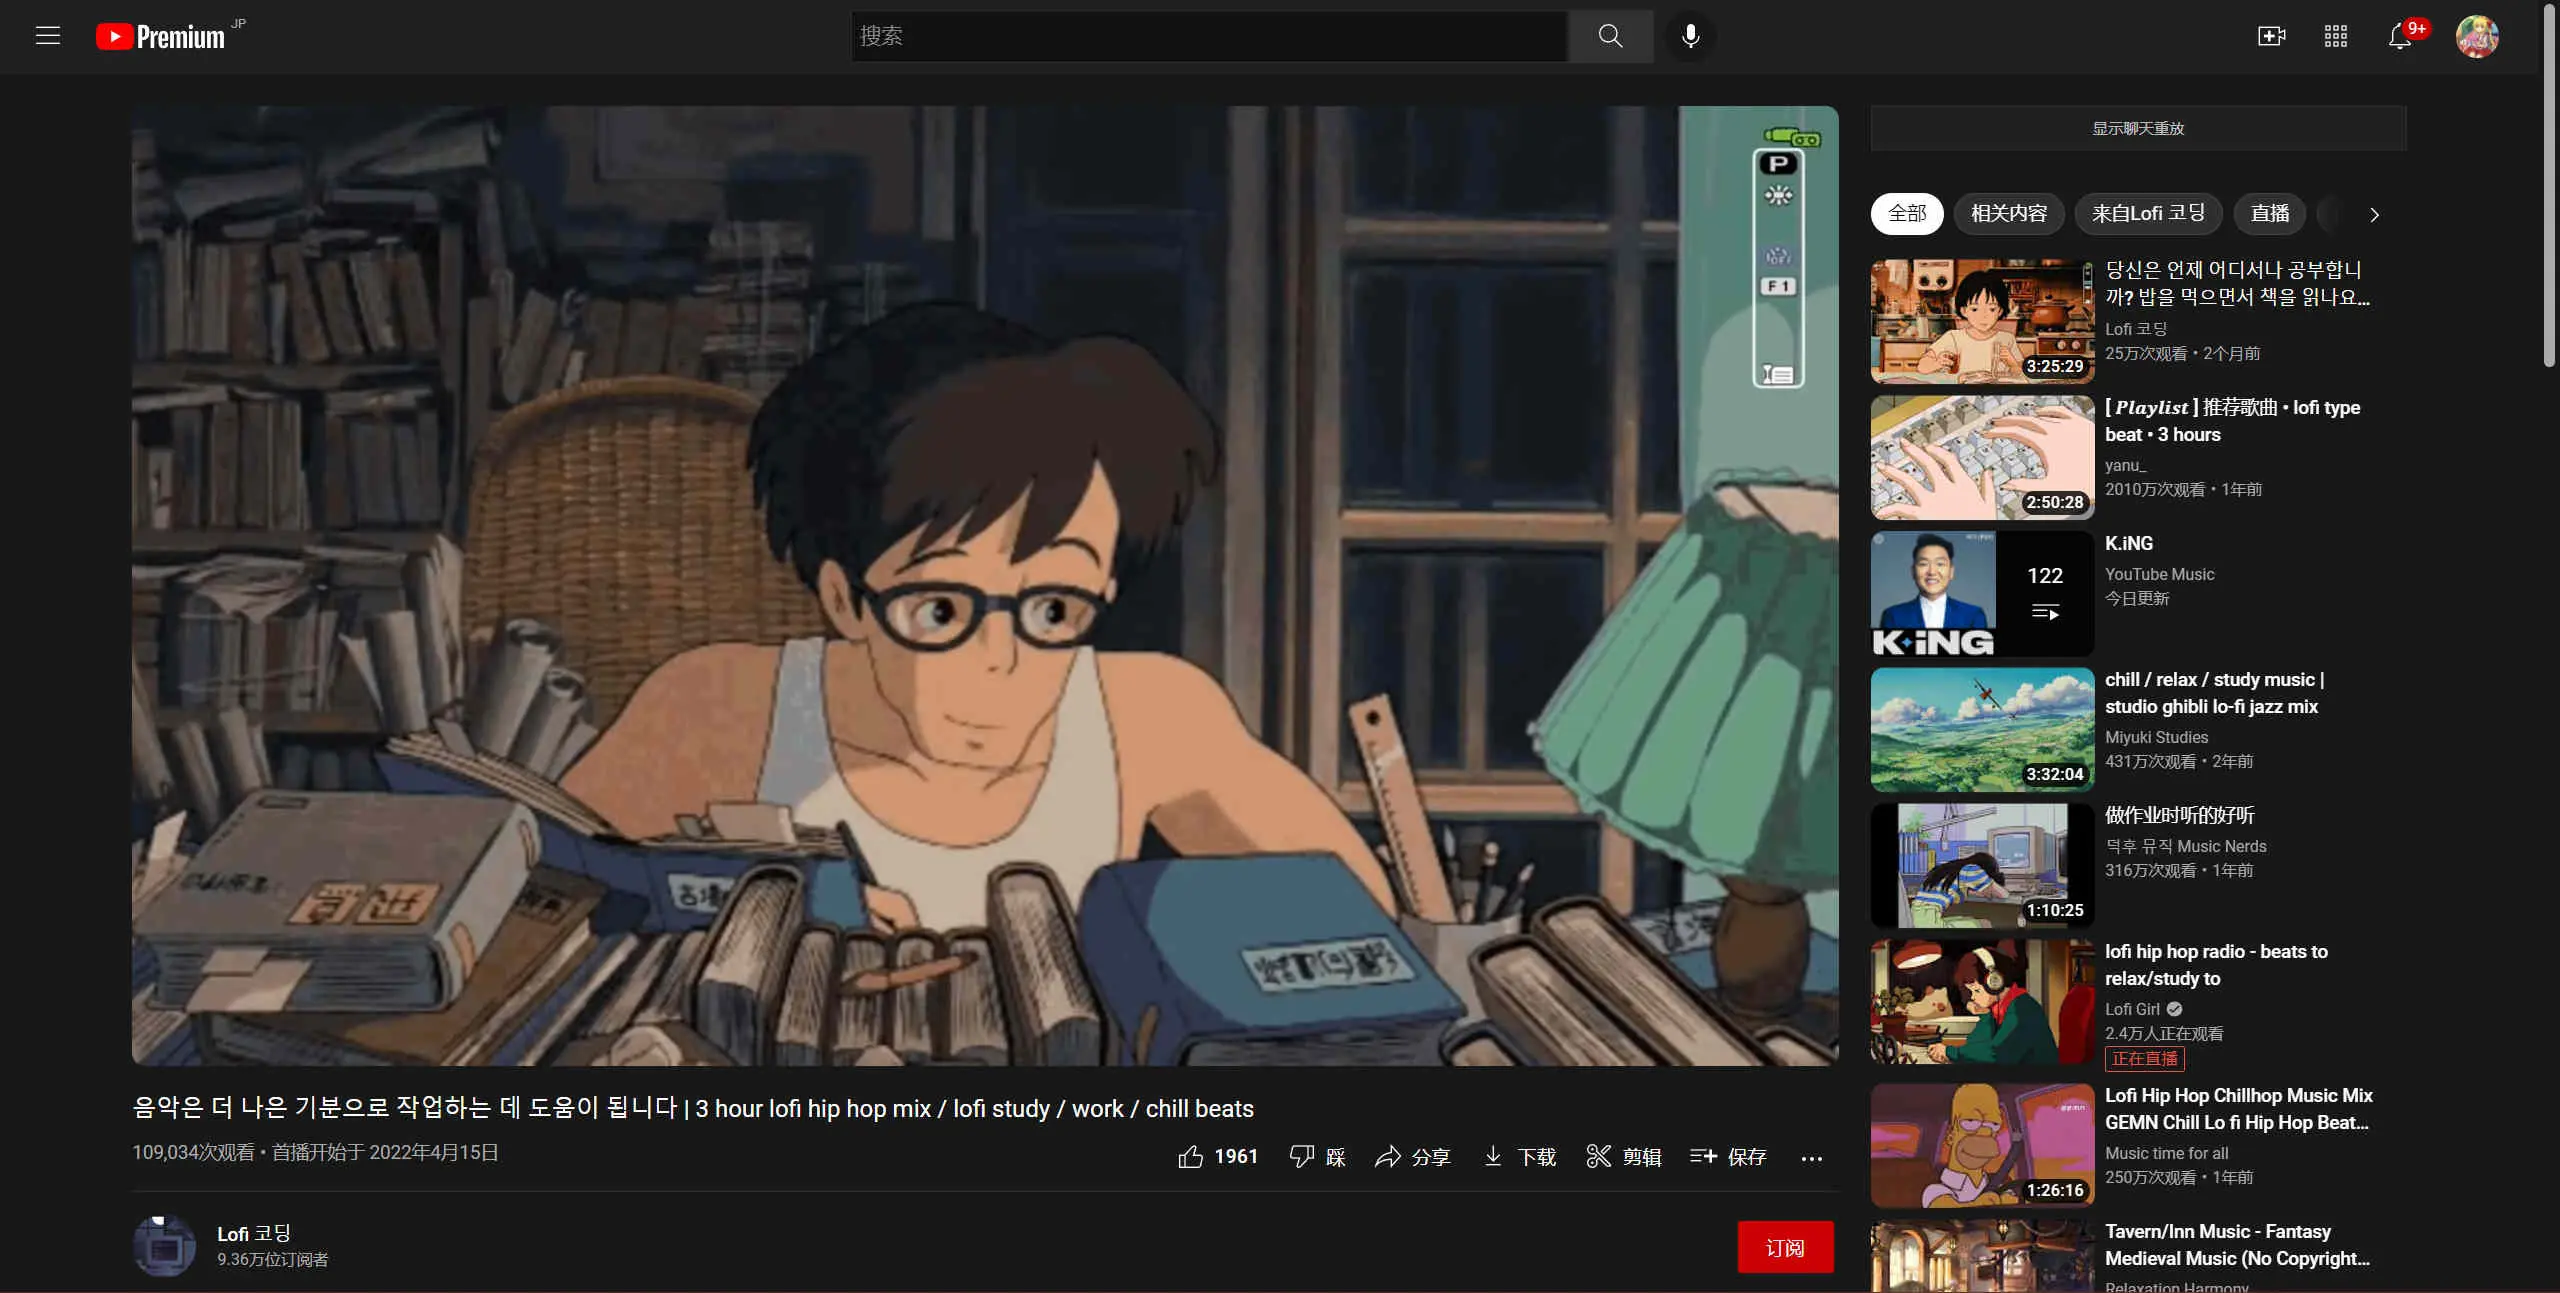 Premium JP
搜索
9+
显示聊天重放
P
F 1
全部
相关内容
来自Lofi 코딩
直播
당신은 언제 어디서나 공부합니
까? 밥을 먹으면서 책을 읽나요...
Lofi 코딩
25万次观看 • 2个月前
3:25:29
[ Playlist ] 推荐歌曲 • lofi type
beat • 3 hours
yanu_
2010万次观看 • 1年前
2:50:28
K.iNG
YouTube Music
今日更新
122
K·iNG
chill / relax / study music |
studio ghibli lo-fi jazz mix
Miyuki Studies
431万次观看 • 2年前
3:32:04
做作业时听的好听
덕후 뮤직 Music Nerds
316万次观看 • 1年前
1:10:25
lofi hip hop radio - beats to
relax/study to
Lofi Girl
2.4万人正在观看
正在直播
Lofi Hip Hop Chillhop Music Mix
GEMN Chill Lo fi Hip Hop Beat...
Music time for all
250万次观看 • 1年前
1:26:16
Tavern/Inn Music - Fantasy
Medieval Music (No Copyright...
Relaxation Harmony
음악은 더 나은 기분으로 작업하는 데 도움이 됩니다 | 3 hour lofi hip hop mix / lofi study / work / chill beats
109,034次观看 • 首播开始于 2022年4月15日
1961
踩
分享
下载
剪辑
保存
Lofi 코딩
9.36万位订阅者
订阅